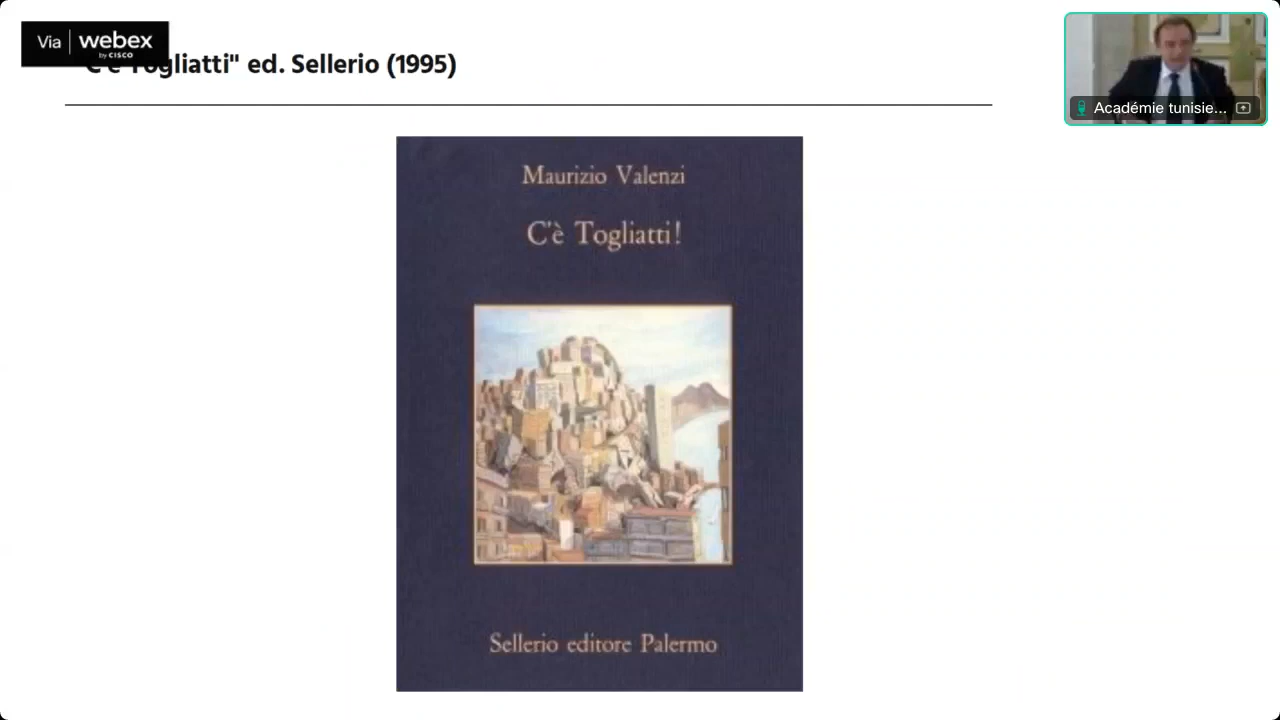 Via webex
by CISCO
"C'è Togliatti" ed. Sellerio (1995)
Académie tunisie...
Maurizio Valenzi
C'è Togliatti!
Sellerio editore Palermo